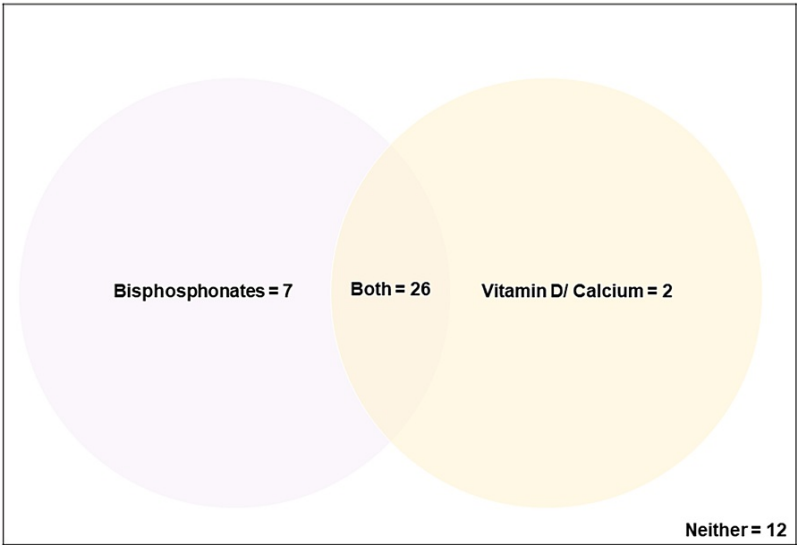 Bisphosphonates = 7
Both = 26
Vitamin D/ Calcium = 2
Neither = 12